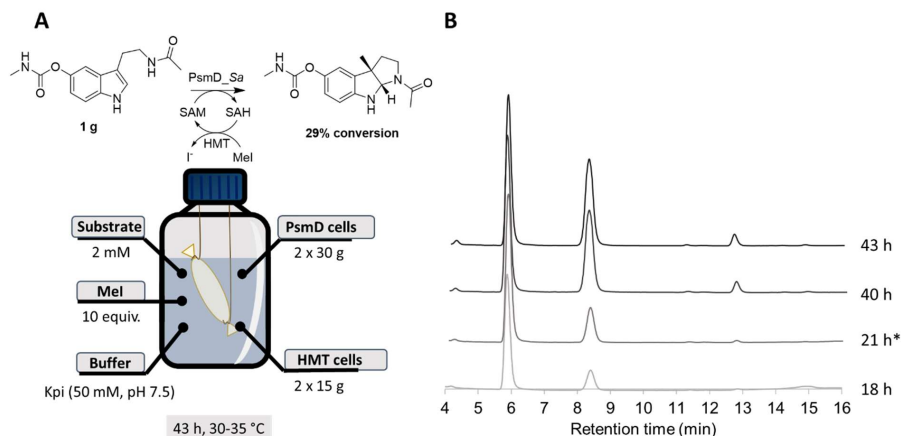 A
H
N
O
O
O
N
H
N
H
PsmD_Sa
SAM
SAH
HMT
I-
MeI
H
N
O
O
N
H
H
N
O
1 g
29% conversion
Substrate
2 mM
MeI
10 equiv.
Buffer
Kpi (50 mM, pH 7.5)
PsmD cells
2 x 30 g
HMT cells
2 x 15 g
43 h, 30-35 °C
B
43 h
40 h
21 h*
18 h
4 5 6 7 8 9 10 11 12 13 14 15 16
Retention time (min)